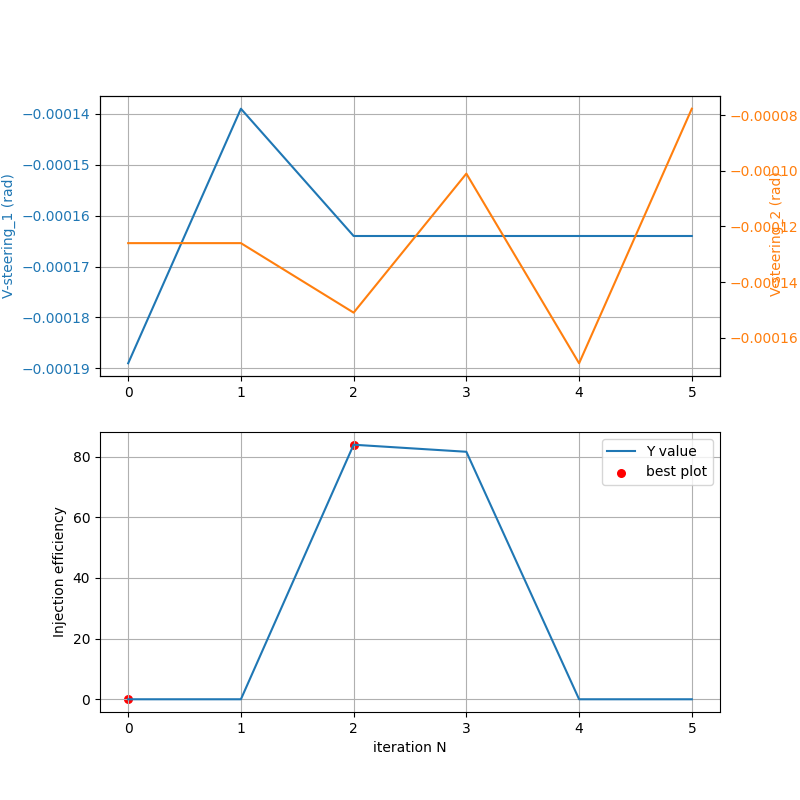 −0.00014
−0.00015
−0.00016
−0.00017
−0.00018
−0.00019
V-steering_1 (rad)
−0.00008
−0.00010
−0.00012
−0.00014
−0.00016
V-steering_2 (rad)
0 1 2 3 4 5
80
60
40
20
0
Injection efficiency
Y value
best plot
0 1 2 3 4 5
iteration N